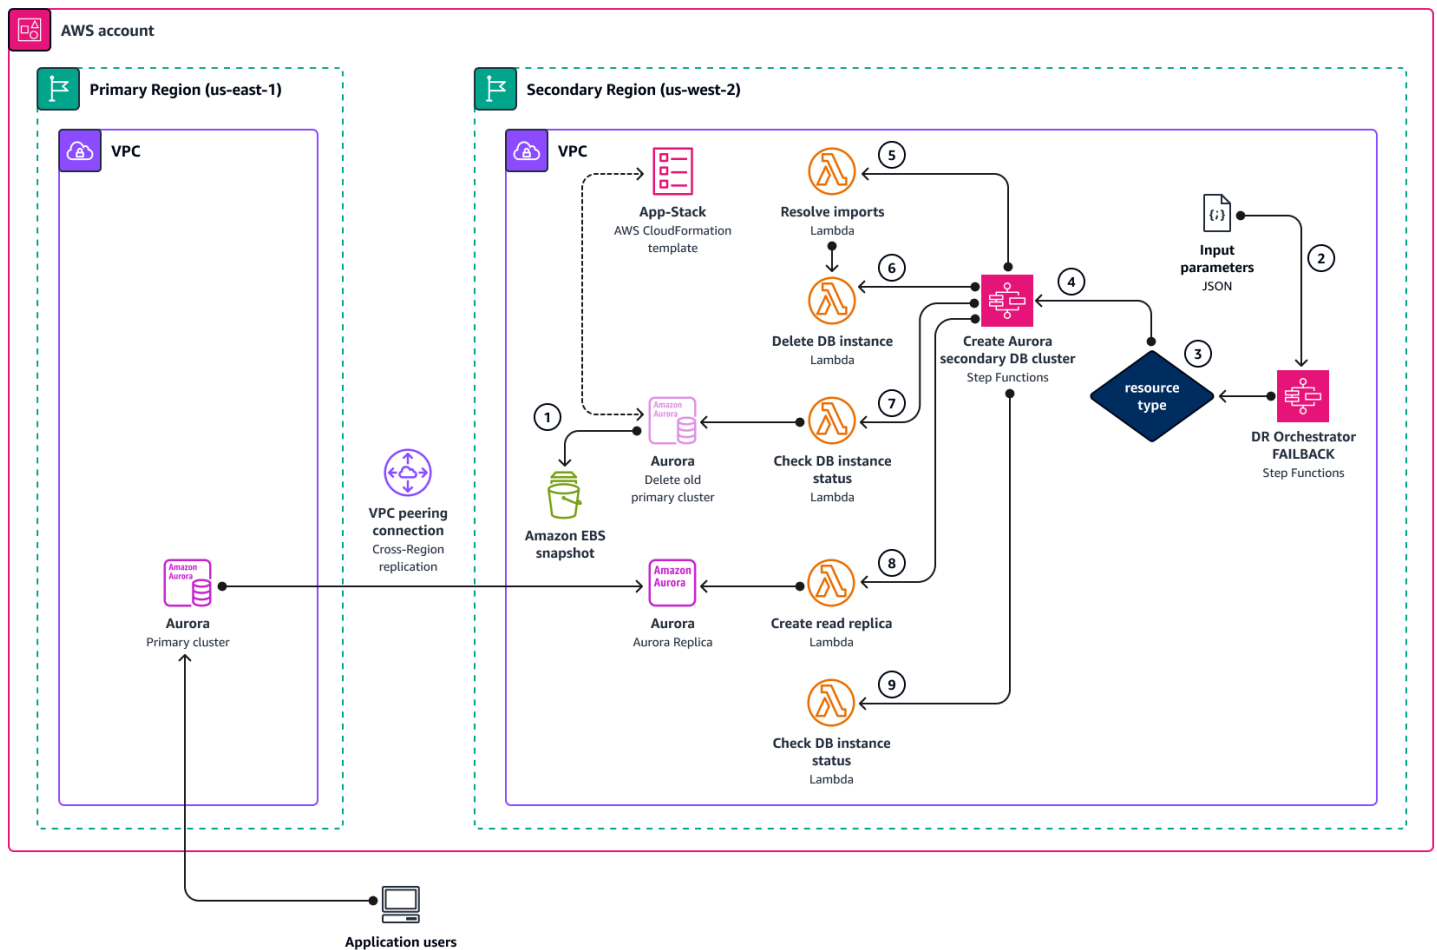 AWS account
Primary Region (us-east-1)
VPC
Amazon
Aurora
Aurora
Primary cluster
VPC peering
connection
Cross-Region
replication
Secondary Region (us-west-2)
VPC
App-Stack
AWS CloudFormation
template
5
Resolve imports
Lambda
6
Delete DB instance
Lambda
Create Aurora
secondary DB cluster
Step Functions
4
Input
parameters
JSON
2
3
resource
type
DR Orchestrator
FAILBACK
Step Functions
1
Amazon
Aurora
Aurora
Delete old
primary cluster
7
Check DB instance
status
Lambda
Amazon EBS
snapshot
Amazon
Aurora
Aurora
Aurora Replica
8
Create read replica
Lambda
9
Check DB instance
status
Lambda
Application users